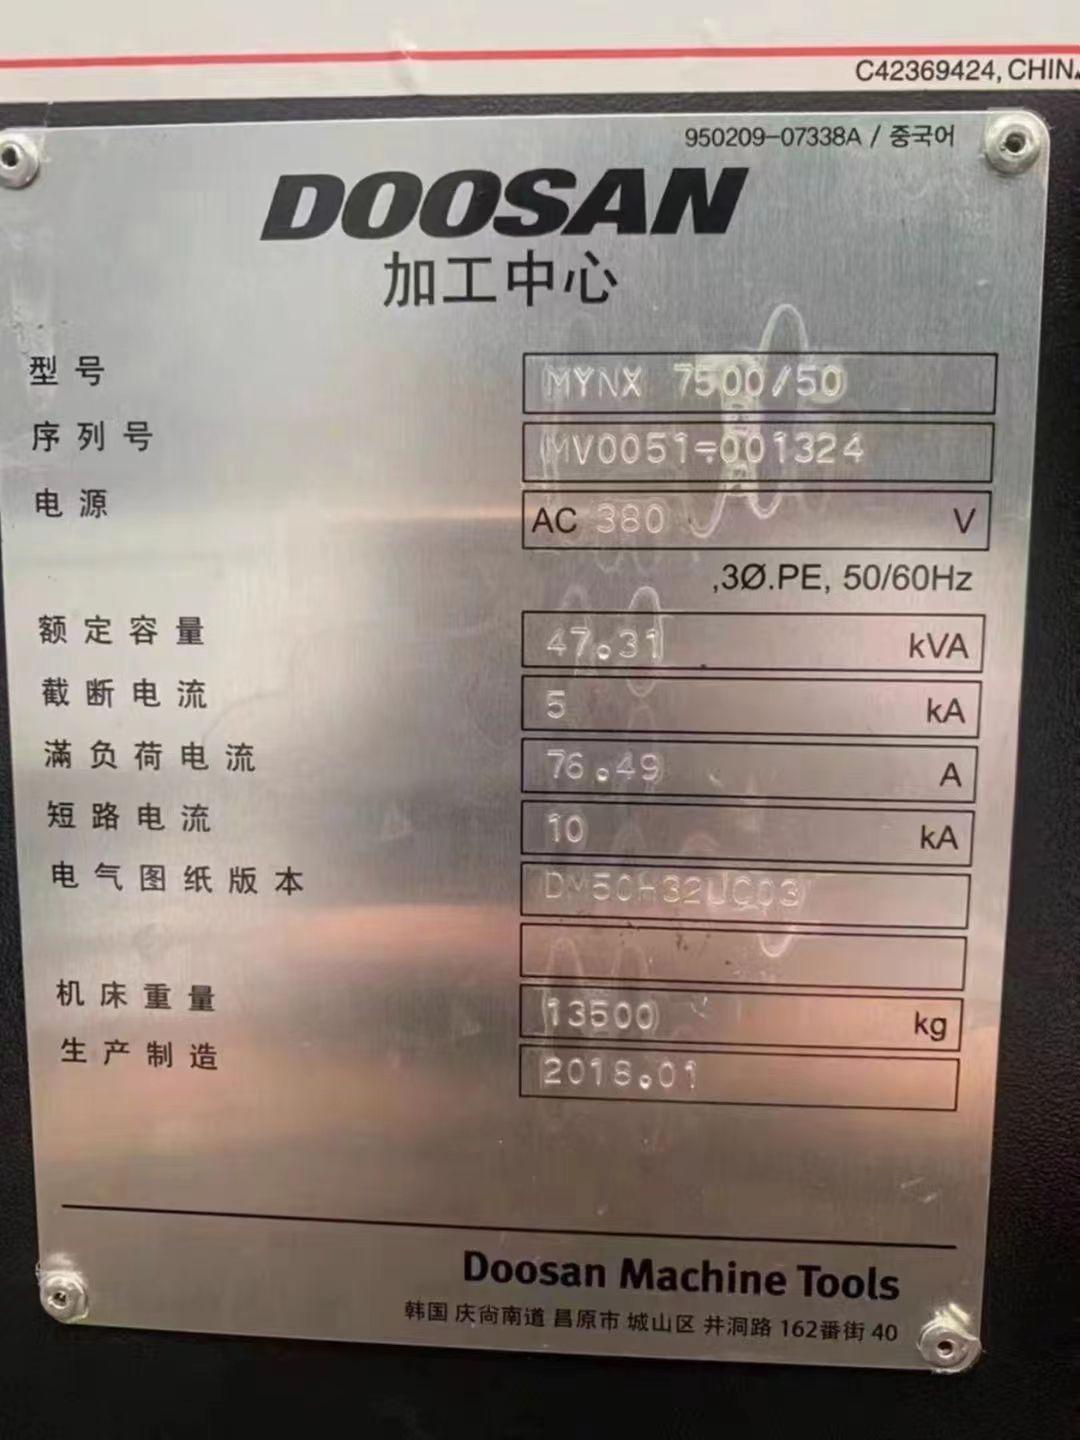 C42369424, CHINA
950209-07338A / 중국어
DOOSAN
加工中心
型号 MYNX 7500/50
序列号 MV0051-001324
电源 AC 380 V
,3Ø.PE, 50/60Hz
额定容量 47.31 kVA
截断电流 5 kA
满负荷电流 76.49 A
短路电流 10 kA
电气图纸版本 DM50H32UC03
机床重量 13500 kg
生产制造 2018.01
Doosan Machine Tools
韩国 庆尙南道 昌原市 城山区 井洞路 162番街 40